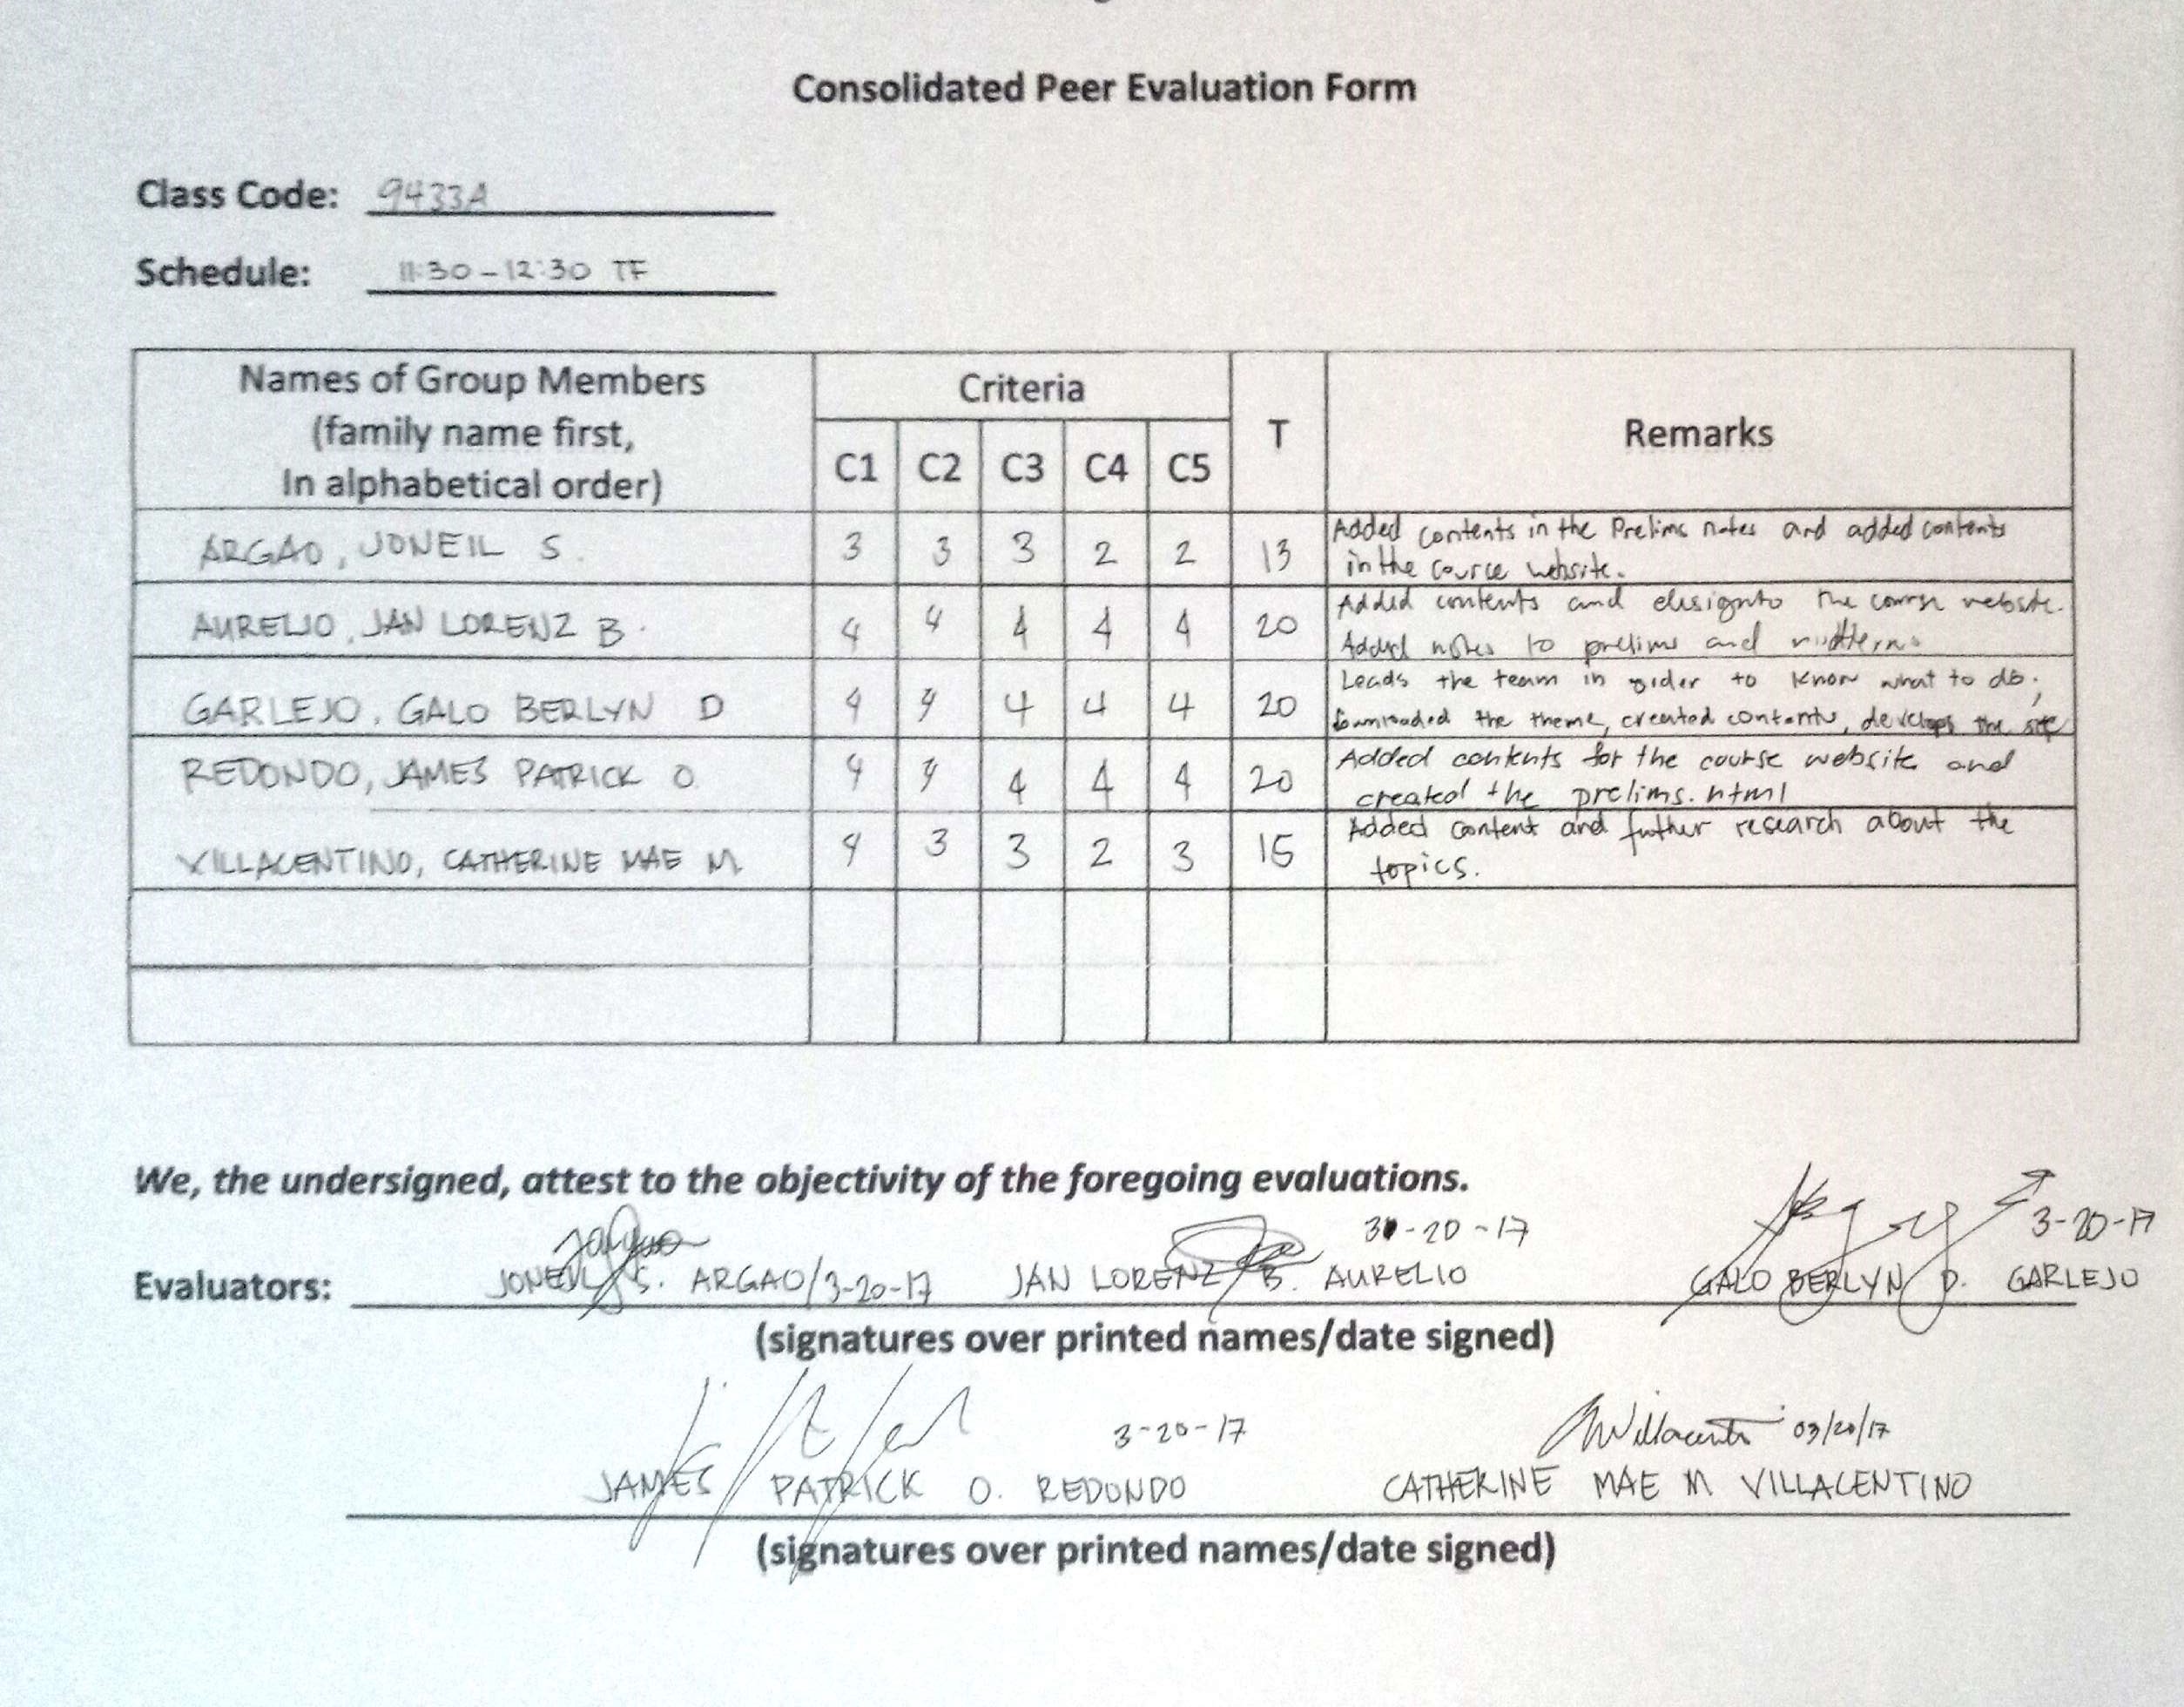 Consolidated Peer Evaluation Form
Class Code: 9433A
Schedule: 11:30-12:30 TF
Names of Group Members
(family name first,
In alphabetical order)
Criteria
C1 C2 C3 C4 C5
T
Remarks
ARGAO, JONEIL S. 3 3 3 2 2 13 Added contents in the Prelims notes and added contents
in the course website.
AURELIO, JAN LORENZ B. 4 4 4 4 4 20 Added contents and design to the course website.
Added notes to prelims and midterms
GARLEJO, GALO BERLYN D 4 4 4 4 4 20 Leads the team in order to know what to do;
downloaded the theme, created contents, develops the site
REDONDO, JAMES PATRICK O. 4 4 4 4 4 20 Added contents for the course website and
created the prelims.html
VILLACENTINO, CATHERINE MAE M. 4 3 3 2 3 15 Added content and futher research about the
topics.
We, the undersigned, attest to the objectivity of the foregoing evaluations.
3-20-17 3-20-17
Evaluators: JONEIL S. ARGAO/3-20-17 JAN LORENZ B. AURELIO GALO BERLYN D. GARLEJO
(signatures over printed names/date signed)
3-20-17 03/20/17
JAMES PATRICK O. REDONDO CATHERINE MAE M VILLACENTINO
(signatures over printed names/date signed)